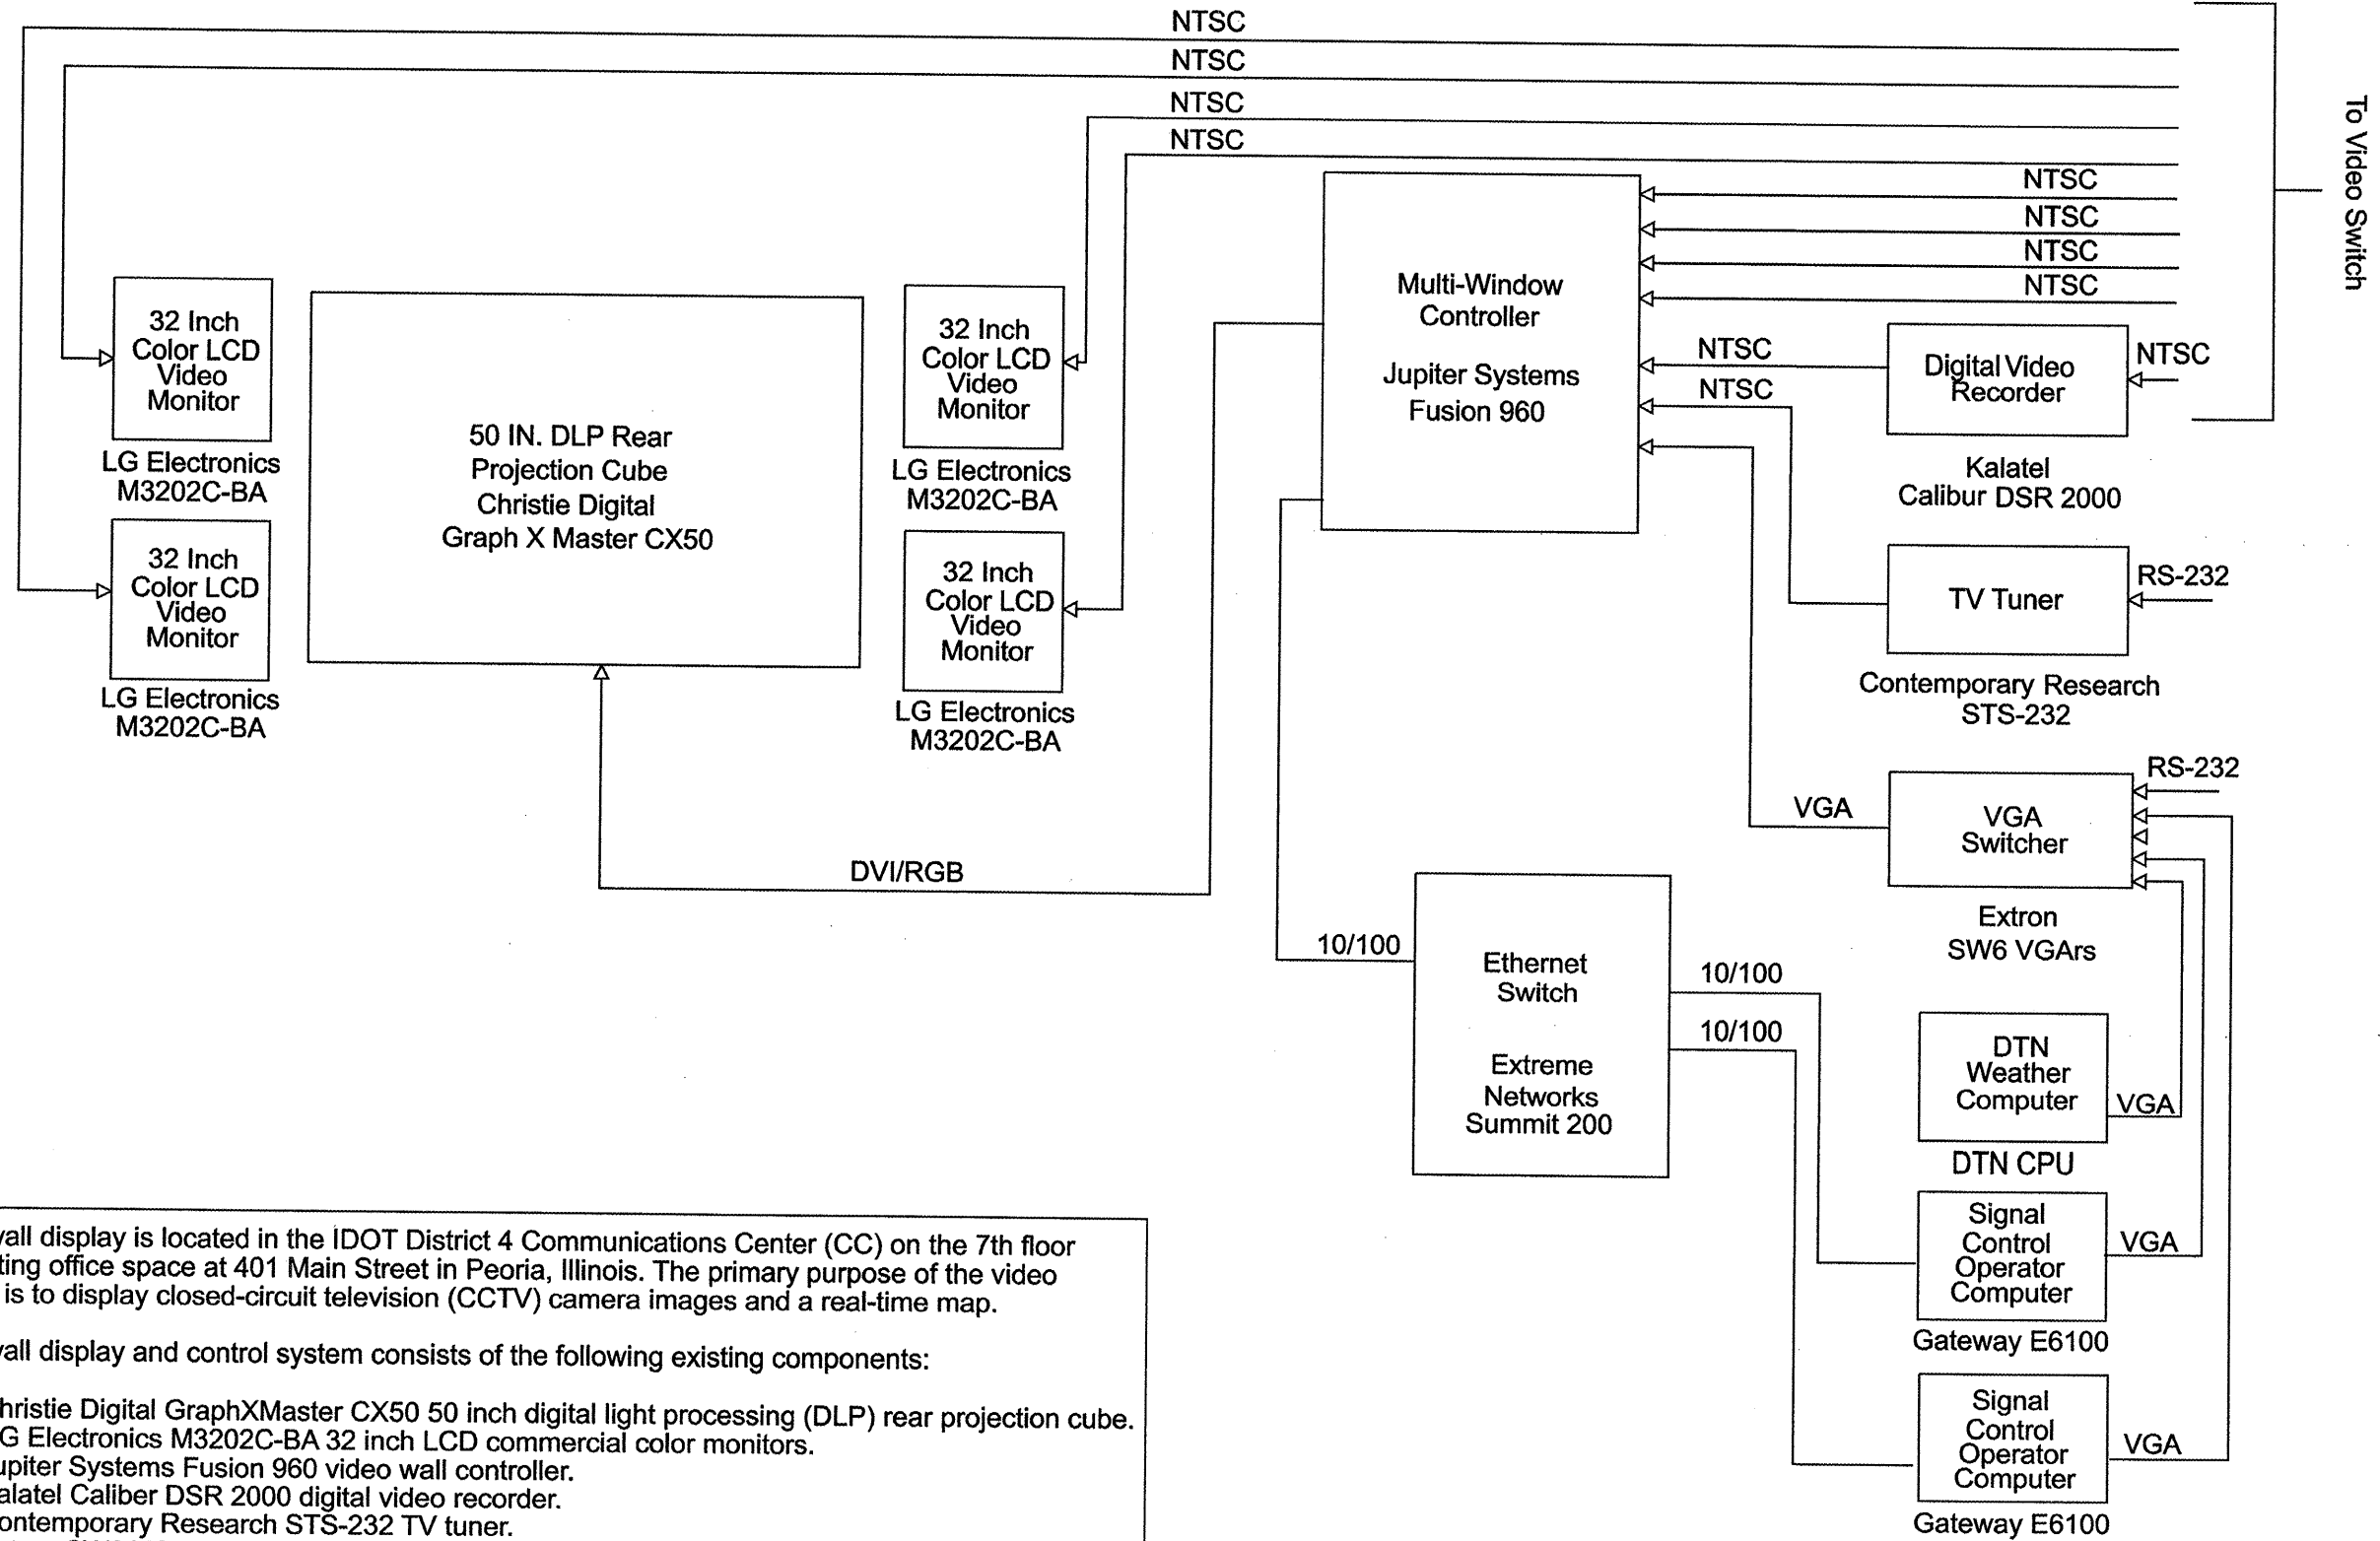 NTSC
NTSC
NTSC
NTSC
To Video Switch
NTSC
NTSC
NTSC
NTSC
Multi-Window
Controller
Jupiter Systems
Fusion 960
NTSC
NTSC
Digital Video
Recorder
NTSC
Kalatel
Calibur DSR 2000
32 Inch
Color LCD
Video
Monitor
LG Electronics
M3202C-BA
32 Inch
Color LCD
Video
Monitor
LG Electronics
M3202C-BA
50 IN. DLP Rear
Projection Cube
Christie Digital
Graph X Master CX50
32 Inch
Color LCD
Video
Monitor
LG Electronics
M3202C-BA
32 Inch
Color LCD
Video
Monitor
LG Electronics
M3202C-BA
TV Tuner
RS-232
Contemporary Research
STS-232
RS-232
VGA
VGA
Switcher
Extron
SW6 VGArs
DVI/RGB
10/100
Ethernet
Switch
Extreme
Networks
Summit 200
10/100
10/100
DTN
Weather
Computer
VGA
DTN CPU
Signal
Control
Operator
Computer
VGA
Gateway E6100
Signal
Control
Operator
Computer
VGA
Gateway E6100
wall display is located in the IDOT District 4 Communications Center (CC) on the 7th floor
ting office space at 401 Main Street in Peoria, Illinois. The primary purpose of the video
is to display closed-circuit television (CCTV) camera images and a real-time map.
wall display and control system consists of the following existing components:
hristie Digital GraphXMaster CX50 50 inch digital light processing (DLP) rear projection cube.
G Electronics M3202C-BA 32 inch LCD commercial color monitors.
upiter Systems Fusion 960 video wall controller.
alatel Caliber DSR 2000 digital video recorder.
ontemporary Research STS-232 TV tuner.